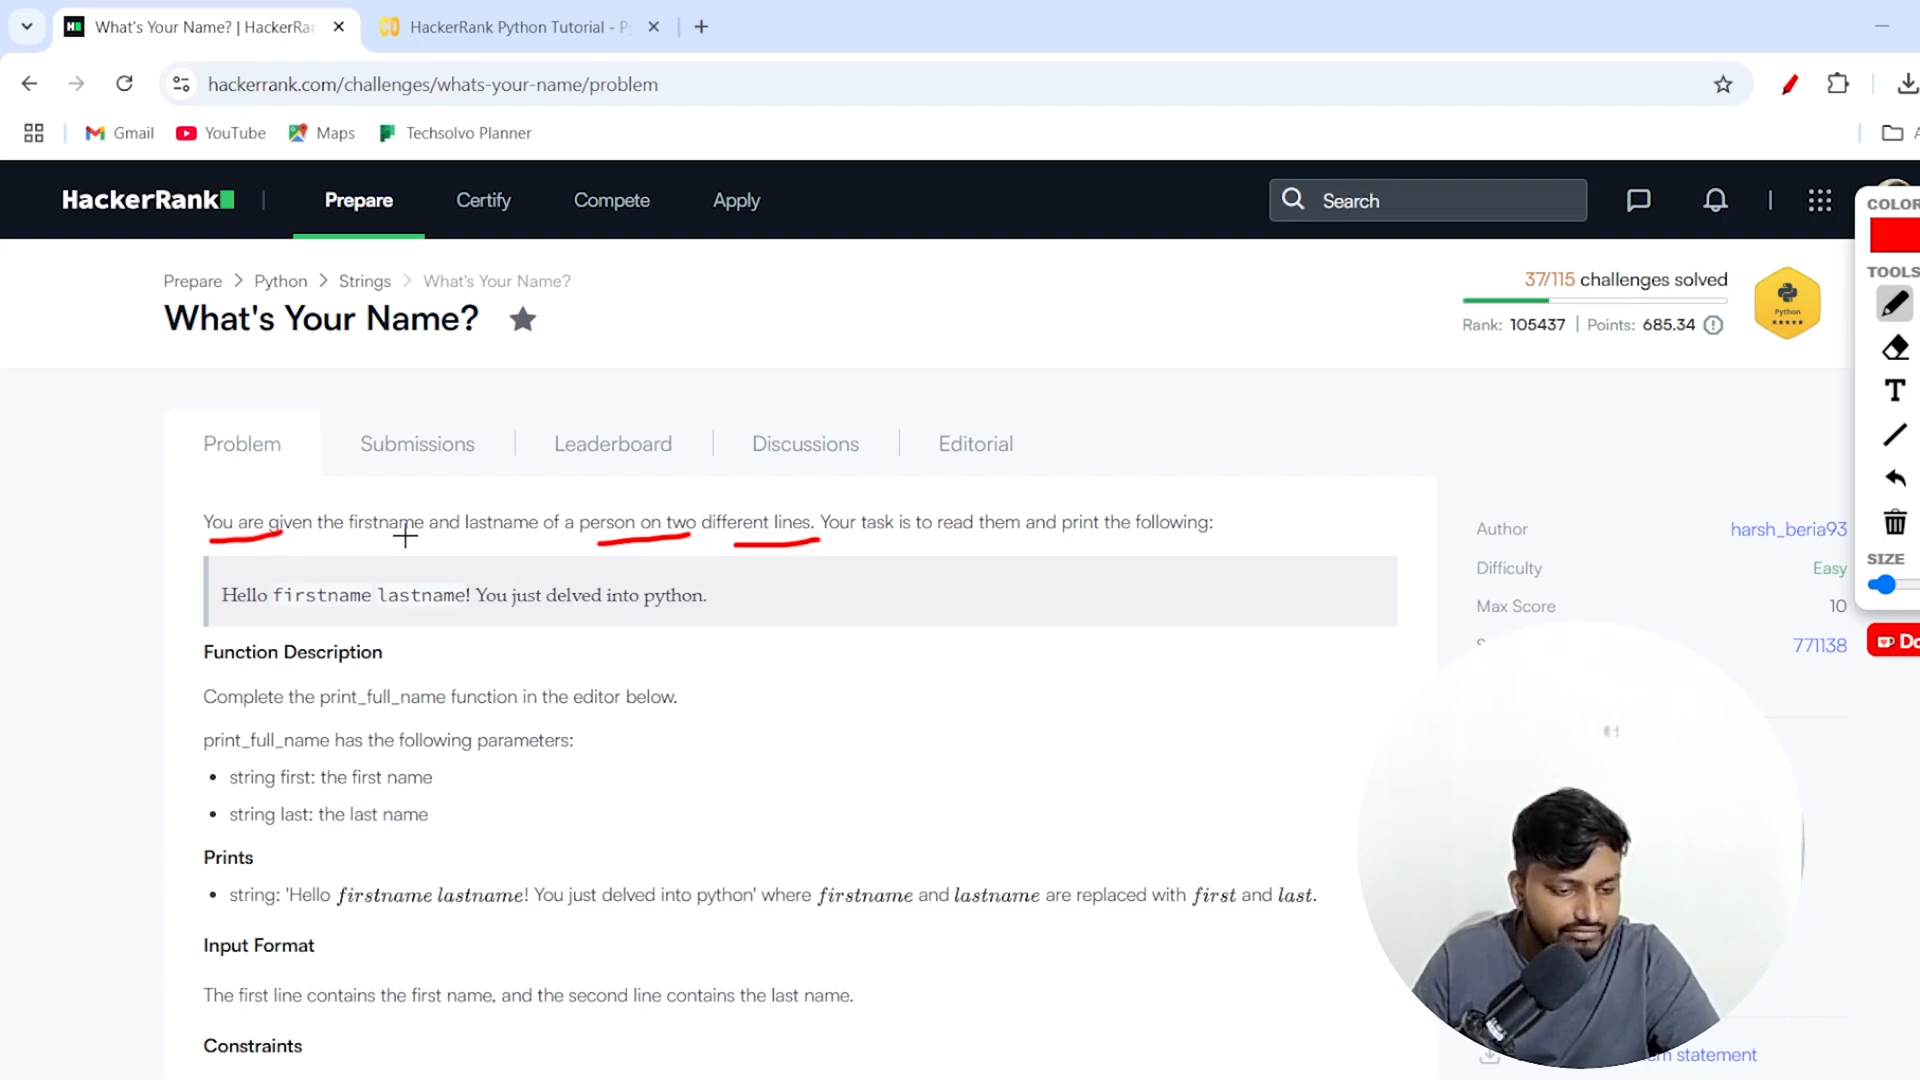 What's Your Name? | HackerRan
HackerRank Python Tutorial - P
hackerrank.com/challenges/whats-your-name/problem
Gmail
YouTube
Maps
Techsolvo Planner
HackerRank
Prepare
Certify
Compete
Apply
Search
COLOR
TOOLS
T
SIZE
Prepare > Python > Strings > What's Your Name?
What's Your Name?
37/115 challenges solved
Rank: 105437 | Points: 685.34
Python
Problem
Submissions
Leaderboard
Discussions
Editorial
You are given the firstname and lastname of a person on two different lines. Your task is to read them and print the following:
Hello firstname lastname! You just delved into python.
Function Description
Complete the print_full_name function in the editor below.
print_full_name has the following parameters:
• string first: the first name
• string last: the last name
Prints
• string: 'Hello firstname lastname! You just delved into python' where firstname and lastname are replaced with first and last.
Input Format
The first line contains the first name, and the second line contains the last name.
Constraints
Author harsh_beria93
Difficulty Easy
Max Score 10
771138
Do
statement